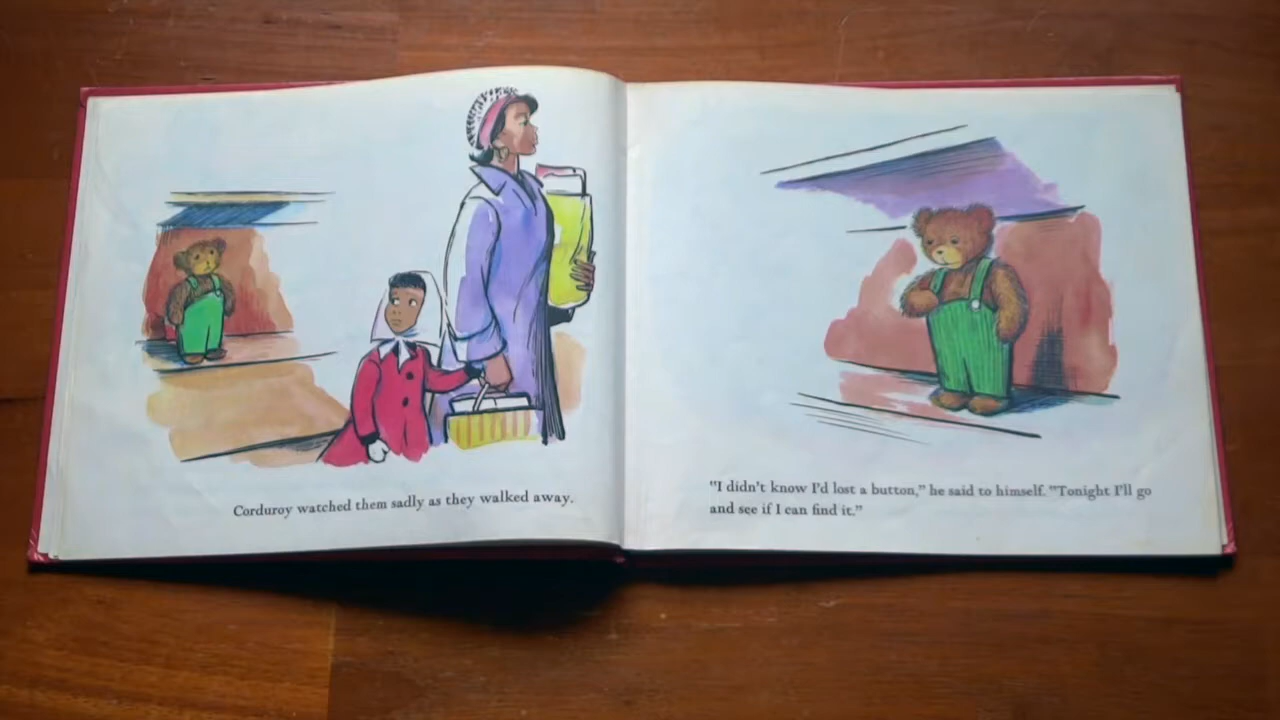 Corduroy watched them sadly as they walked away.
"I didn't know I'd lost a button," he said to himself. "Tonight I'll go
and see if I can find it."